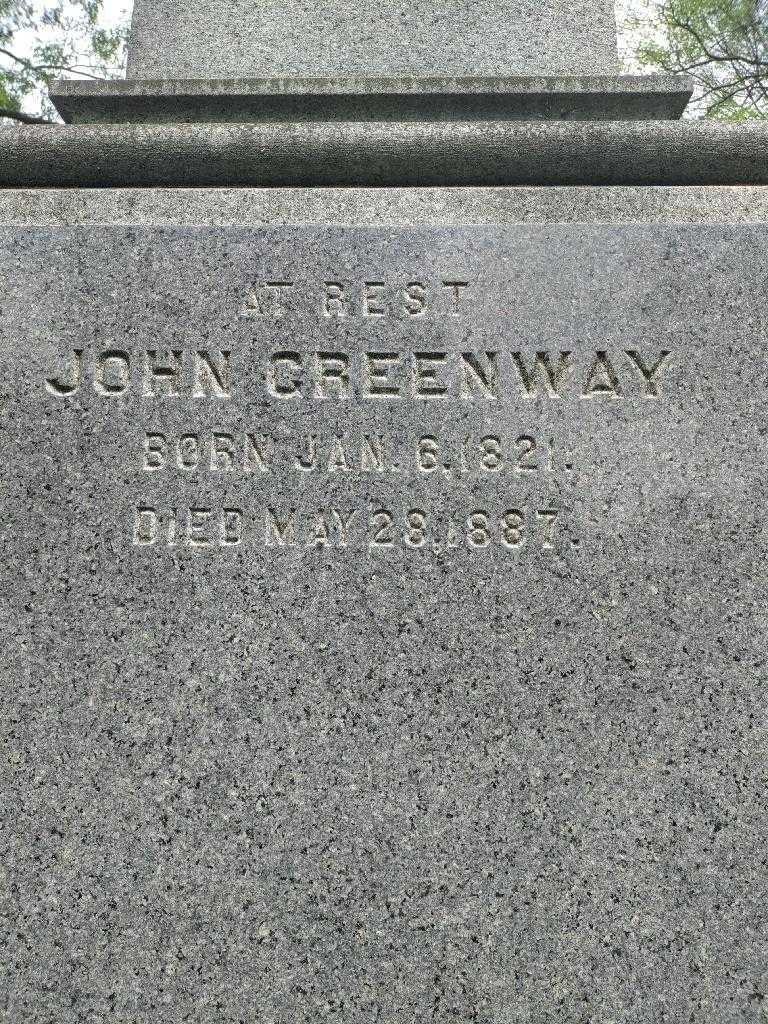 AT REST
JOHN GREENWAY
BORN JAN. 6, 1821.
DIED MAY 28, 1887.